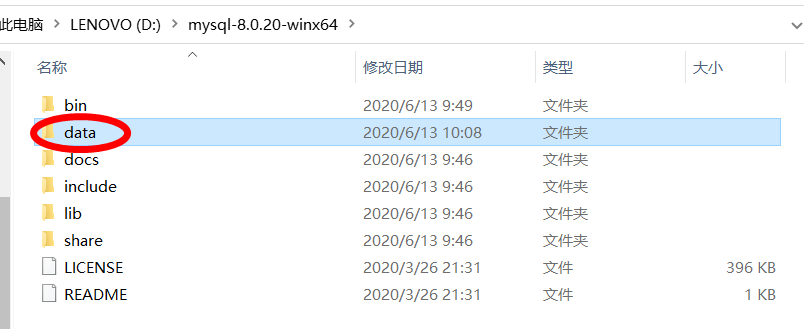 此电脑 > LENOVO (D:) > mysql-8.0.20-winx64 >
名称 修改日期 类型 大小
bin 2020/6/13 9:49 文件夹
data 2020/6/13 10:08 文件夹
docs 2020/6/13 9:46 文件夹
include 2020/6/13 9:46 文件夹
lib 2020/6/13 9:46 文件夹
share 2020/6/13 9:46 文件夹
LICENSE 2020/3/26 21:31 文件 396 KB
README 2020/3/26 21:31 文件 1 KB